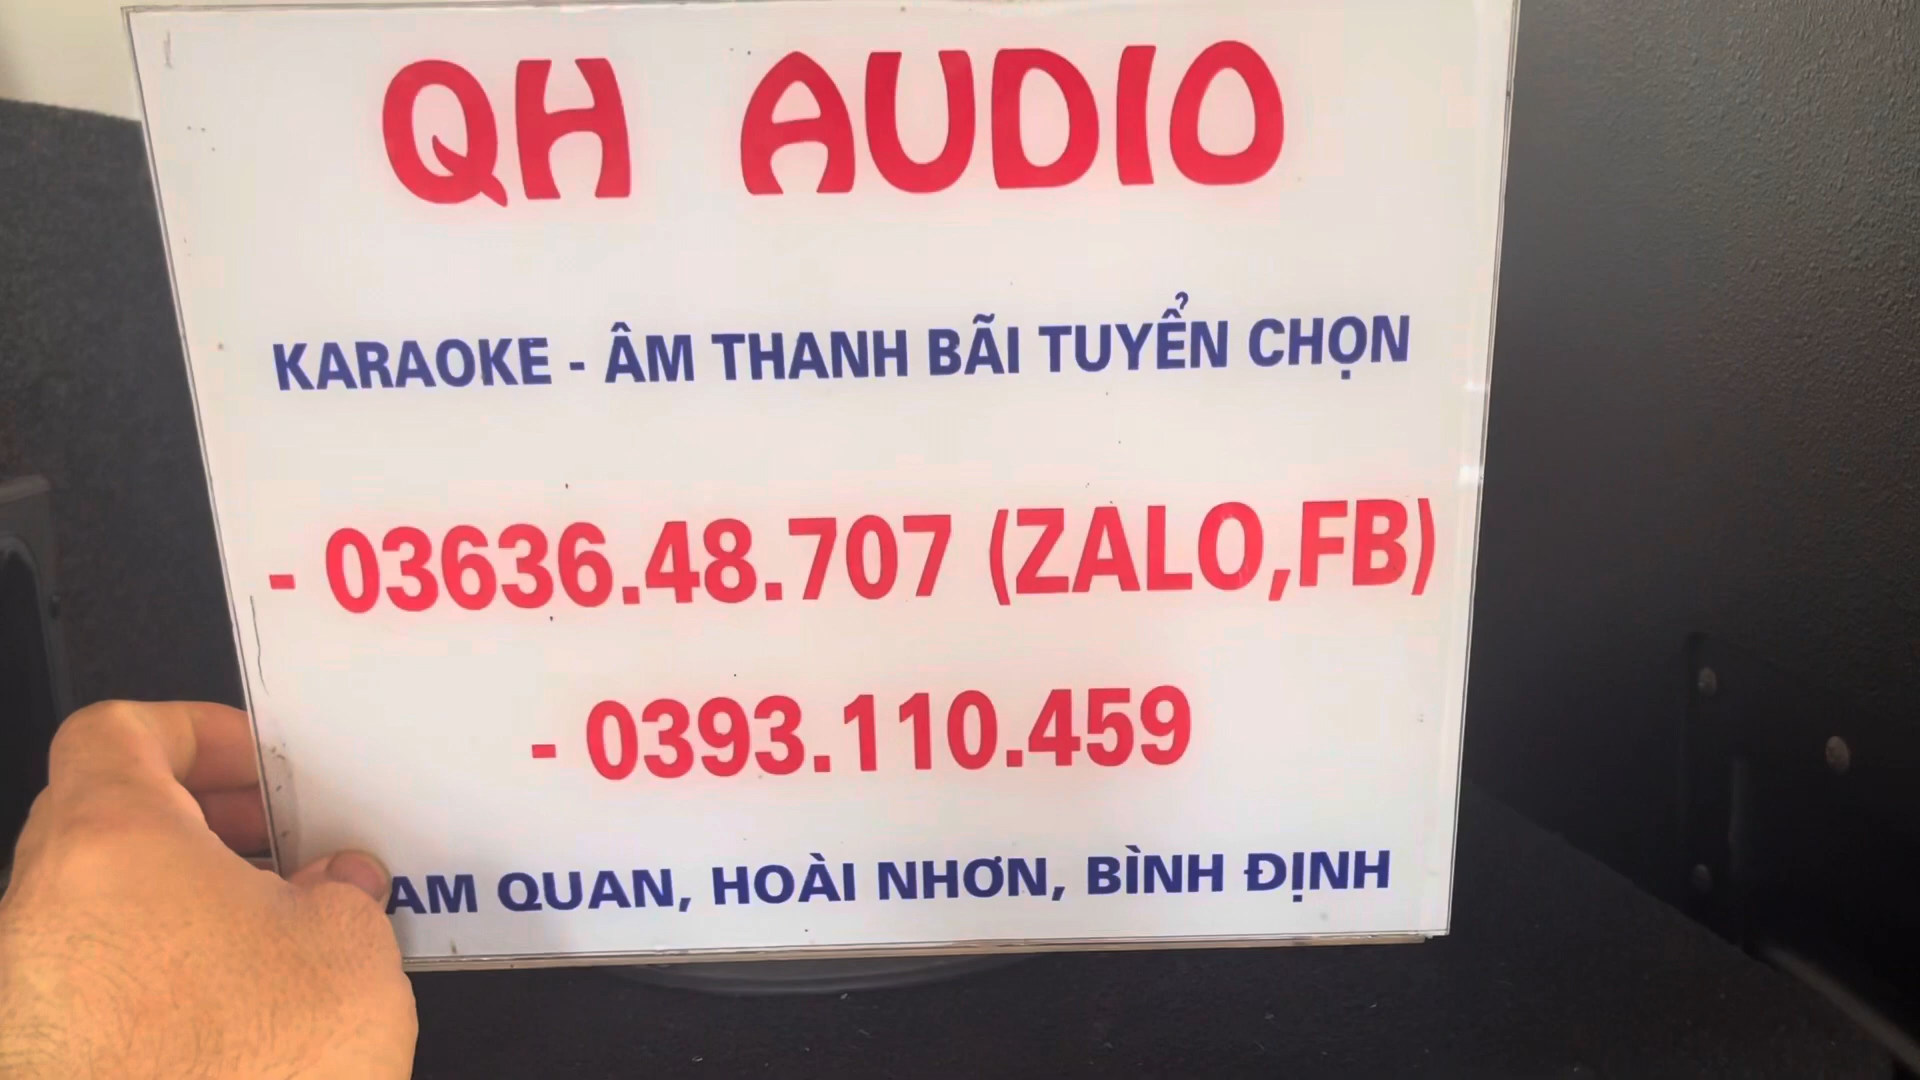 QH AUDIO
KARAOKE - ÂM THANH BÃI TUYỂN CHỌN
- 03636.48.707 (ZALO,FB)
- 0393.110.459
AM QUAN, HOÀI NHƠN, BÌNH ĐỊNH